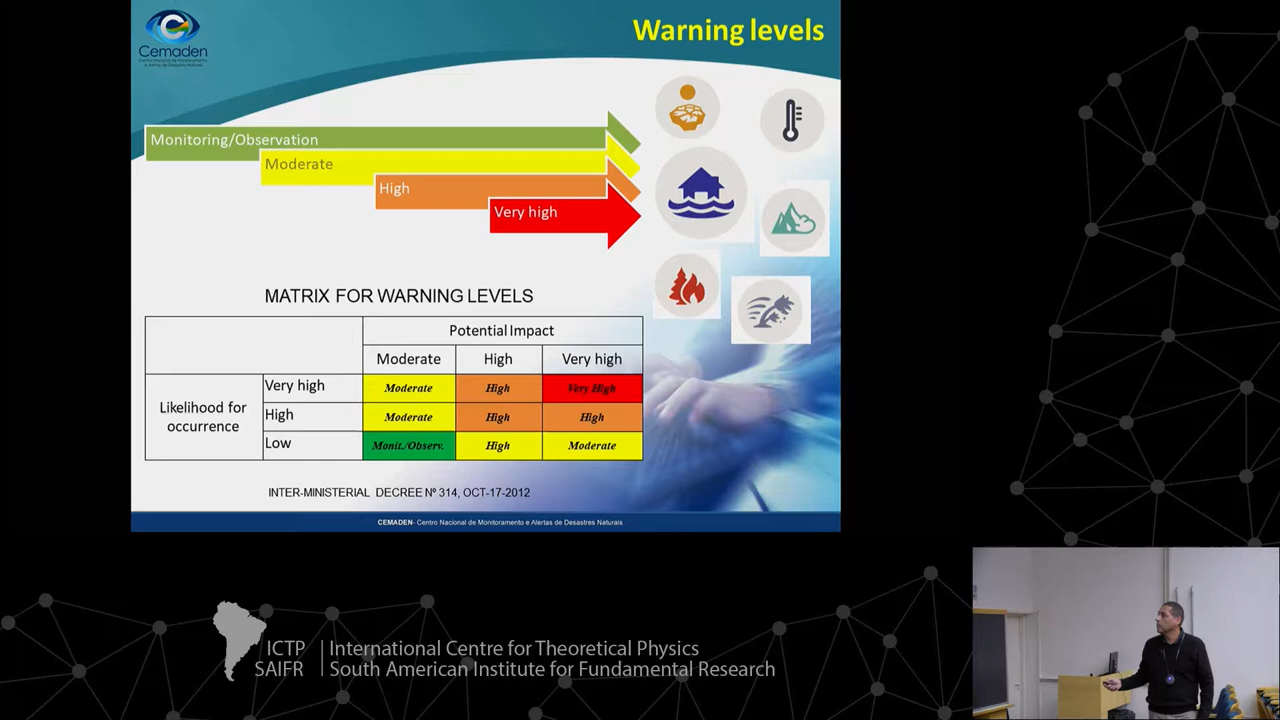 Warning levels
Cemaden
Monitoring/Observation
Moderate
High
Very high
MATRIX FOR WARNING LEVELS
Potential Impact
Moderate High Very high
Likelihood for occurrence
Very high Moderate High Very High
High Moderate High High
Low Monit./Observ. High Moderate
INTER-MINISTERIAL DECREE Nº 314, OCT-17-2012
CEMADEN- Centro Nacional de Monitoramento e Alertas de Desastres Naturais
ICTP International Centre for Theoretical Physics
SAIFR South American Institute for Fundamental Research